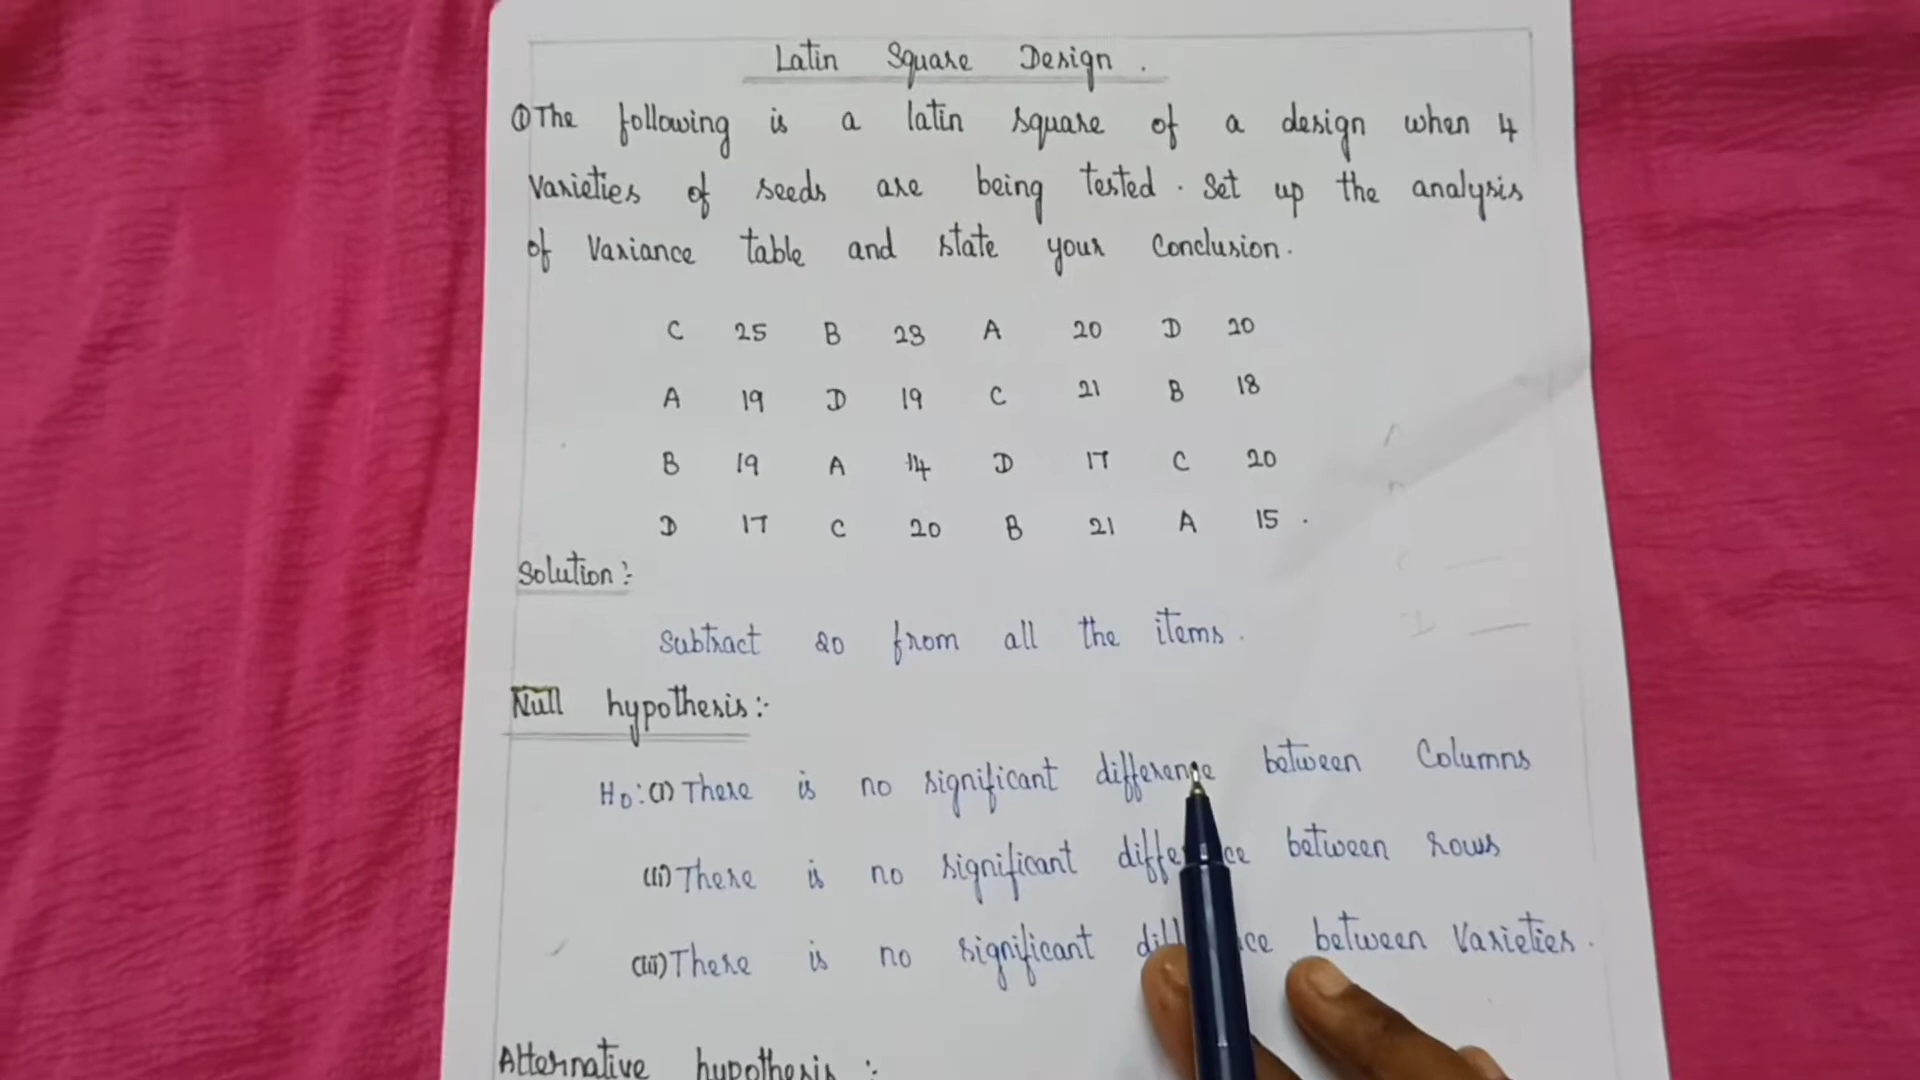 Latin Square Design.
① The following is a latin square of a design when 4
varieties of seeds are being tested. Set up the analysis
of variance table and state your conclusion.
C 25 B 23 A 20 D 20
A 19 D 19 C 21 B 18
B 19 A 14 D 17 C 20
D 17 C 20 B 21 A 15.
Solution:-
Subtract 20 from all the items.
Null hypothesis:-
H0: (i) There is no significant difference between Columns
(ii) There is no significant between rows
(iii) There is no significant between varieties.
Alternative hypothesis: